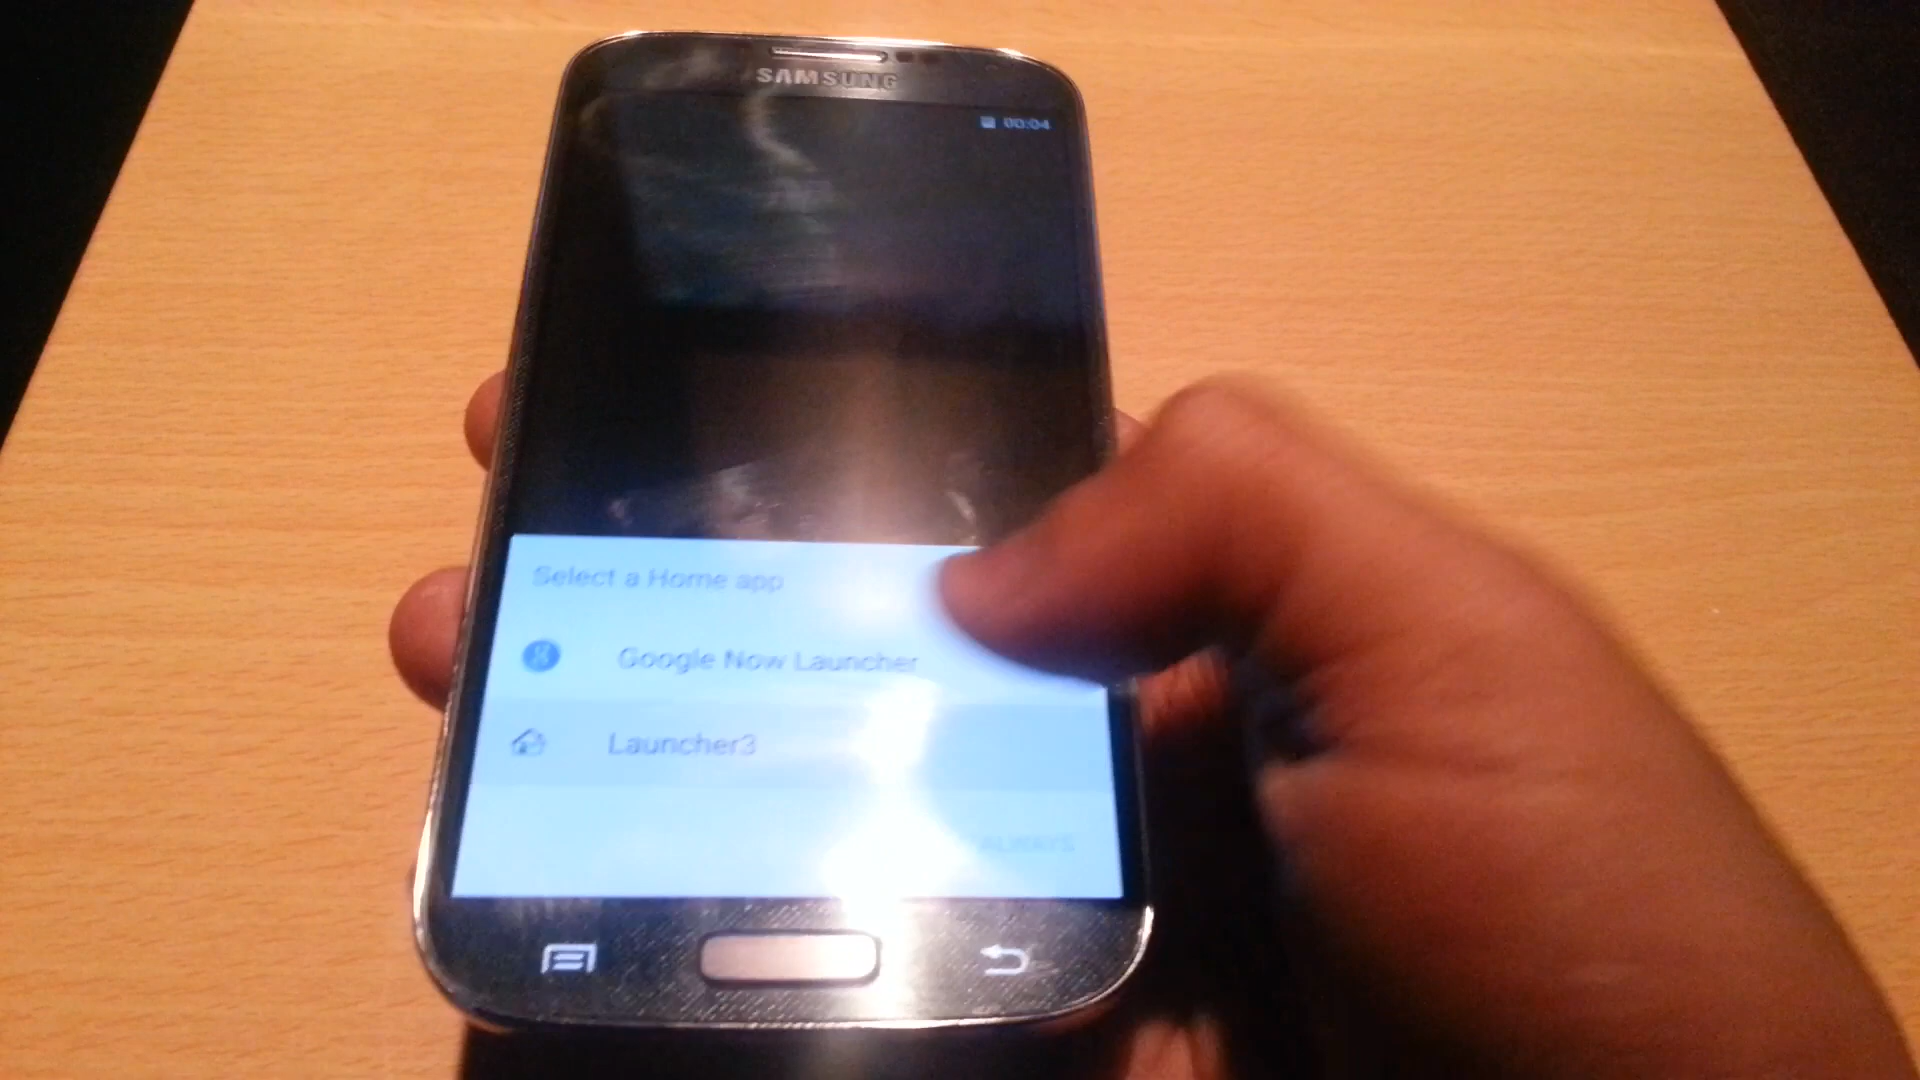 SAMSUNG
00:04
Select a Home app
Google Now Launcher
Launcher3
ALWAYS